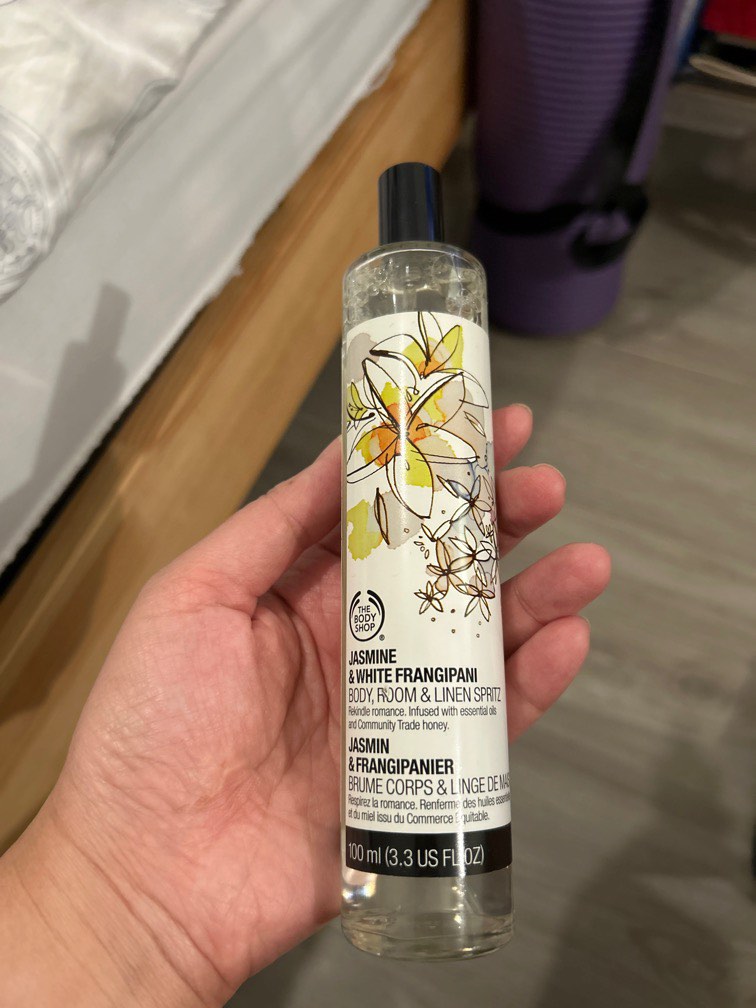 THE
BODY
SHOP
®
JASMINE
& WHITE FRANGIPANI
BODY, ROOM & LINEN SPRITZ
Rekindle romance. Infused with essential oils
and Community Trade honey.
JASMIN
& FRANGIPANIER
BRUME CORPS & LINGE DE
Respirez la romance. Renferme des huiles
et du miel issu du Commerce Équitable.
100 ml (3.3 US FL OZ)